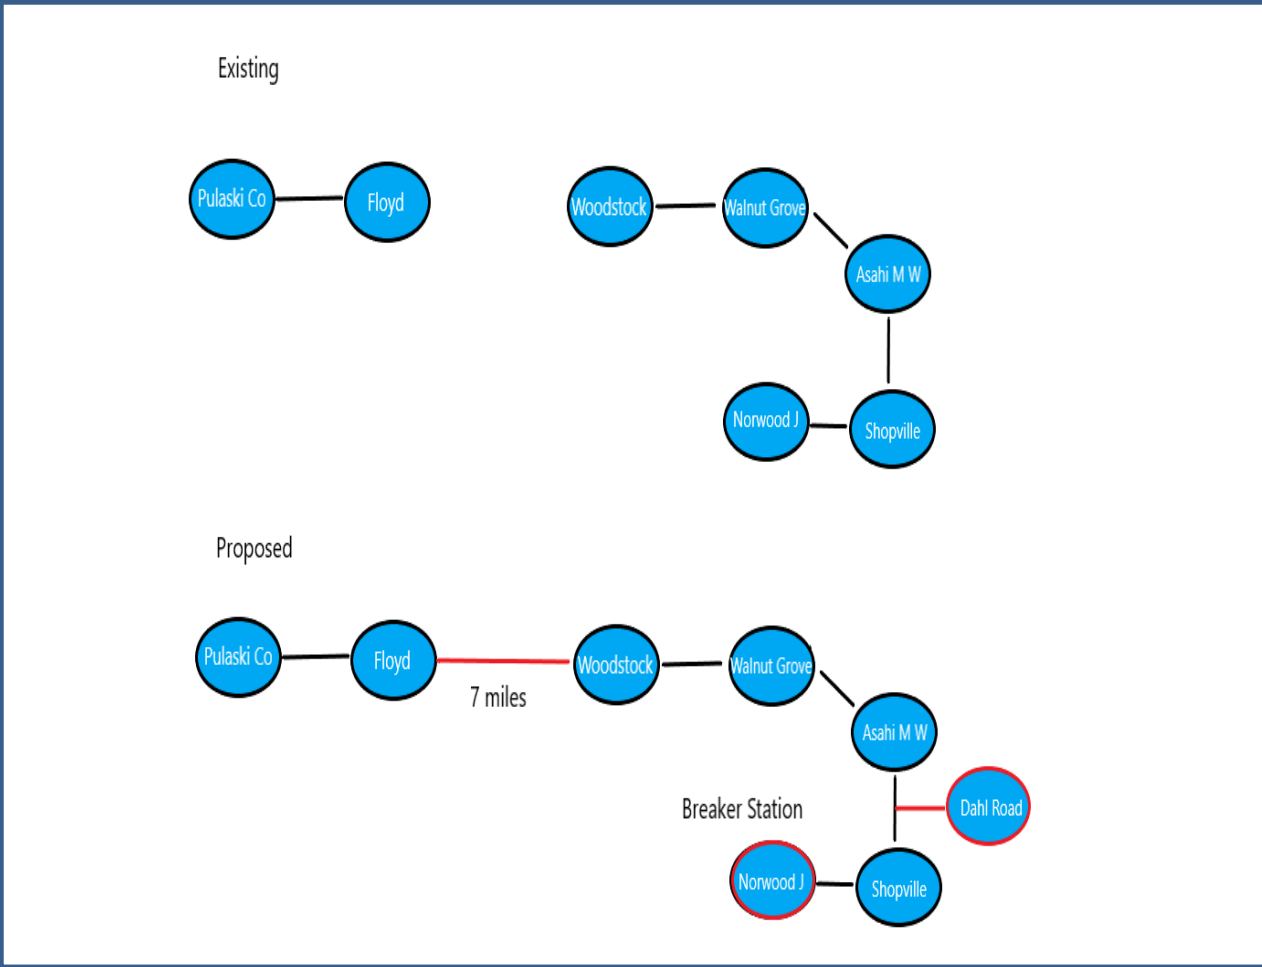 Existing
Pulaski Co
Floyd
Woodstock
Walnut Grove
Asahi M W
Norwood J
Shopville
Proposed
Pulaski Co
Floyd
7 miles
Woodstock
Walnut Grove
Asahi M W
Dahl Road
Breaker Station
Norwood J
Shopville